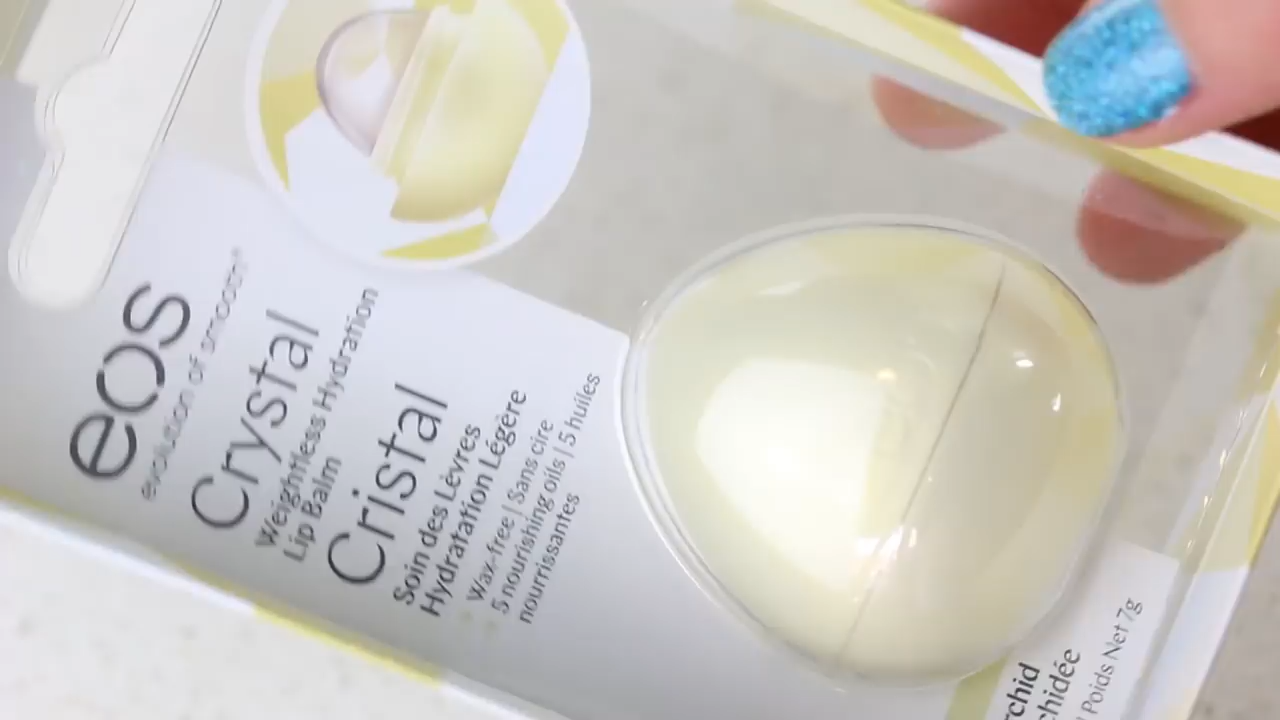 eos
evolution of smooth®
Crystal
Weightless Hydration
Lip Balm
Cristal
Soin des Lèvres
Hydratation Légère
Wax-free | Sans cire
5 nourishing oils | 5 huiles
nourrissantes
rchid
chidée
Poids Net 7g